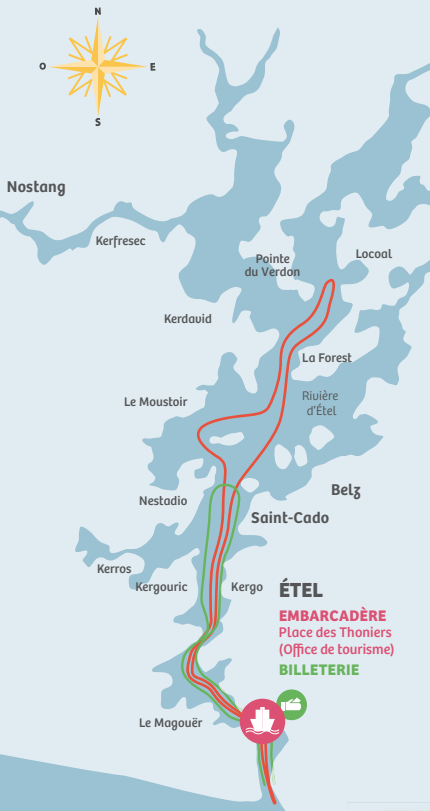 N
O
E
S
Nostang
Kerfresec
Pointe
du Verdon
Locoal
Kerdavid
La Forest
Le Moustoir
Rivière
d'Étel
Nestadio
Belz
Saint-Cado
Kerros
Kergouric
Kergo
ÉTEL
EMBARCADÈRE
Place des Thoniers
(Office de tourisme)
BILLETERIE
Le Magouër